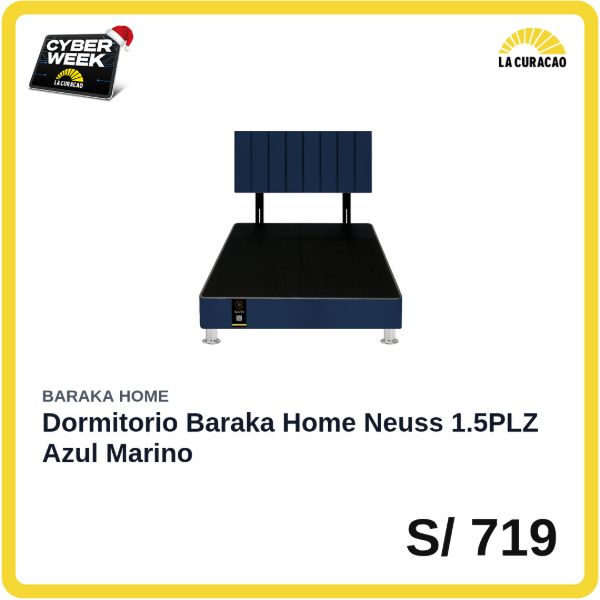 CYBER
WEEK
LA CURACAO
LA CURACAO
BARAKA HOME
Dormitorio Baraka Home Neuss 1.5PLZ
Azul Marino
S/ 719